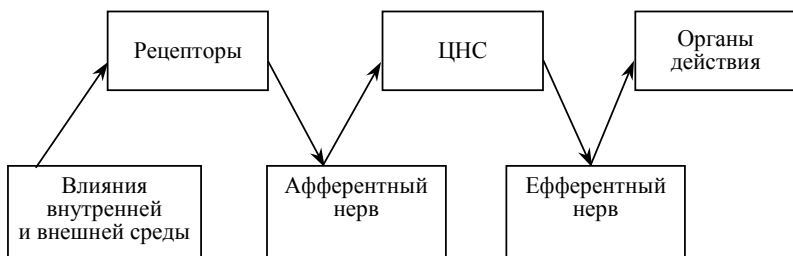 Рецепторы
ЦНС
Органы
действия
Влияния
внутренней
и внешней среды
Афферентный
нерв
Ефферентный
нерв